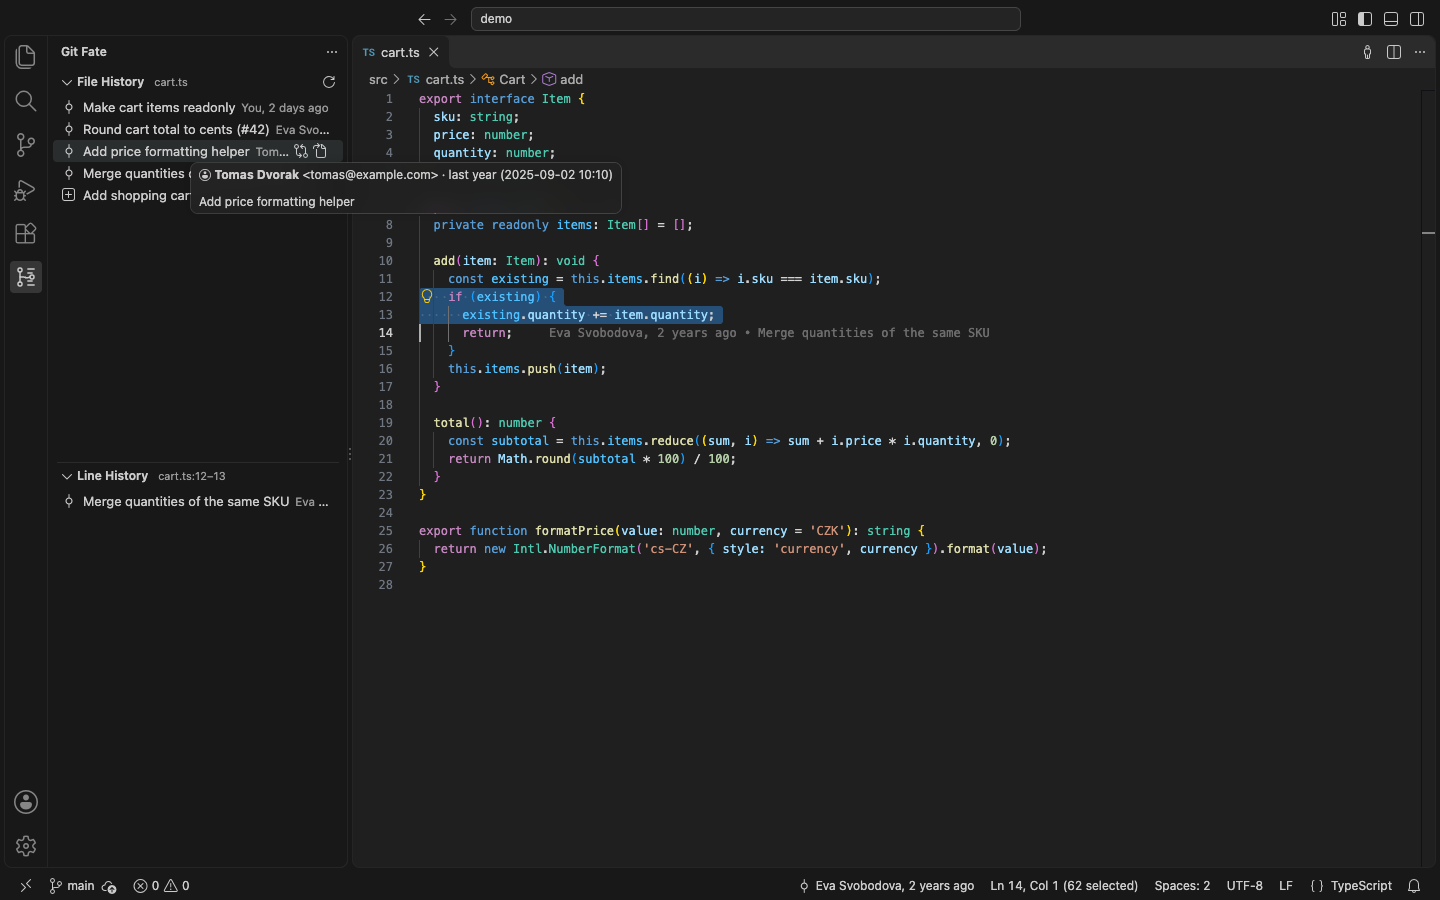 demo
Git Fate
File History cart.ts
Make cart items readonly You, 2 days ago
Round cart total to cents (#42) Eva Svo...
Add price formatting helper Tom...
Merge quantities
Add shopping car
Tomas Dvorak <tomas@example.com> · last year (2025-09-02 10:10)
Add price formatting helper
Line History cart.ts:12–13
Merge quantities of the same SKU Eva ...
TS cart.ts
src > TS cart.ts > Cart > add
1 export interface Item {
2 sku: string;
3 price: number;
4 quantity: number;
8 private readonly items: Item[] = [];
9
10 add(item: Item): void {
11 const existing = this.items.find((i) => i.sku === item.sku);
12 if (existing) {
13 existing.quantity += item.quantity;
14 return; Eva Svobodova, 2 years ago • Merge quantities of the same SKU
15 }
16 this.items.push(item);
17 }
18
19 total(): number {
20 const subtotal = this.items.reduce((sum, i) => sum + i.price * i.quantity, 0);
21 return Math.round(subtotal * 100) / 100;
22 }
23 }
24
25 export function formatPrice(value: number, currency = 'CZK'): string {
26 return new Intl.NumberFormat('cs-CZ', { style: 'currency', currency }).format(value);
27 }
28
main 0 0 Eva Svobodova, 2 years ago Ln 14, Col 1 (62 selected) Spaces: 2 UTF-8 LF { } TypeScript